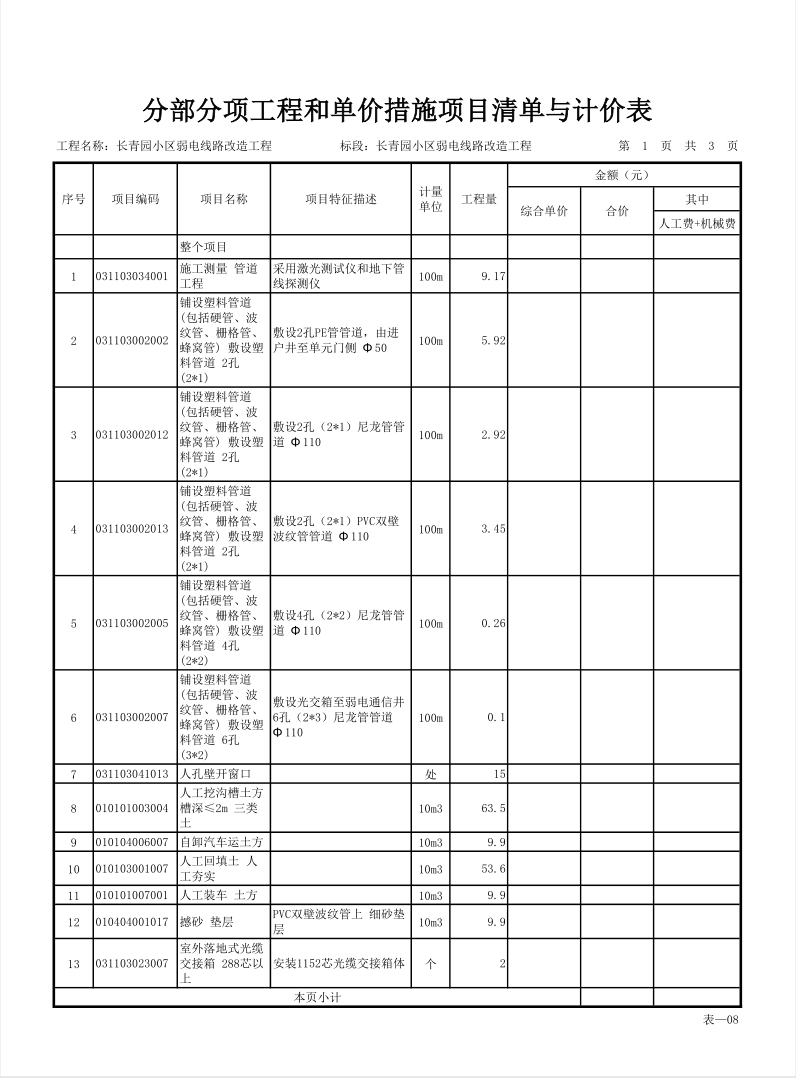 分部分项工程和单价措施项目清单与计价表
工程名称：长青园小区弱电线路改造工程 标段：长青园小区弱电线路改造工程 第 1 页 共 3 页
序号 项目编码 项目名称 项目特征描述 计量 工程量 金额（元）
单位 综合单价 合价 其中
人工费+机械费
整个项目
1 031103034001 施工测量 管道 采用激光测试仪和地下管 100m 9.17
工程 线探测仪
铺设塑料管道
(包括硬管、波
2 031103002002 纹管、栅格管、 敷设2孔PE管管道，由进 100m 5.92
蜂窝管) 敷设塑 户井至单元门侧 Φ50
料管道 2孔
(2*1)
铺设塑料管道
(包括硬管、波
3 031103002012 纹管、栅格管、 敷设2孔（2*1）尼龙管管 100m 2.92
蜂窝管) 敷设塑 道 Φ110
料管道 2孔
(2*1)
铺设塑料管道
(包括硬管、波
4 031103002013 纹管、栅格管、 敷设2孔（2*1）PVC双壁 100m 3.45
蜂窝管) 敷设塑 波纹管管道 Φ110
料管道 2孔
(2*1)
铺设塑料管道
(包括硬管、波
5 031103002005 纹管、栅格管、 敷设4孔（2*2）尼龙管管 100m 0.26
蜂窝管) 敷设塑 道 Φ110
料管道 4孔
(2*2)
铺设塑料管道
(包括硬管、波 敷设光交箱至弱电通信井
6 031103002007 纹管、栅格管、 6孔（2*3）尼龙管管道 100m 0.1
蜂窝管) 敷设塑 Φ110
料管道 6孔
(3*2)
7 031103041013 人孔壁开窗口 处 15
人工挖沟槽土方
8 010101003004 槽深≤2m 三类 10m3 63.5
土
9 010104006007 自卸汽车运土方 10m3 9.9
10 010103001007 人工回填土 人 10m3 53.6
工夯实
11 010101007001 人工装车 土方 10m3 9.9
12 010404001017 撼砂 垫层 PVC双壁波纹管上 细砂垫 10m3 9.9
层
室外落地式光缆
13 031103023007 交接箱 288芯以 安装1152芯光缆交接箱体 个 2
上
本页小计
表—08